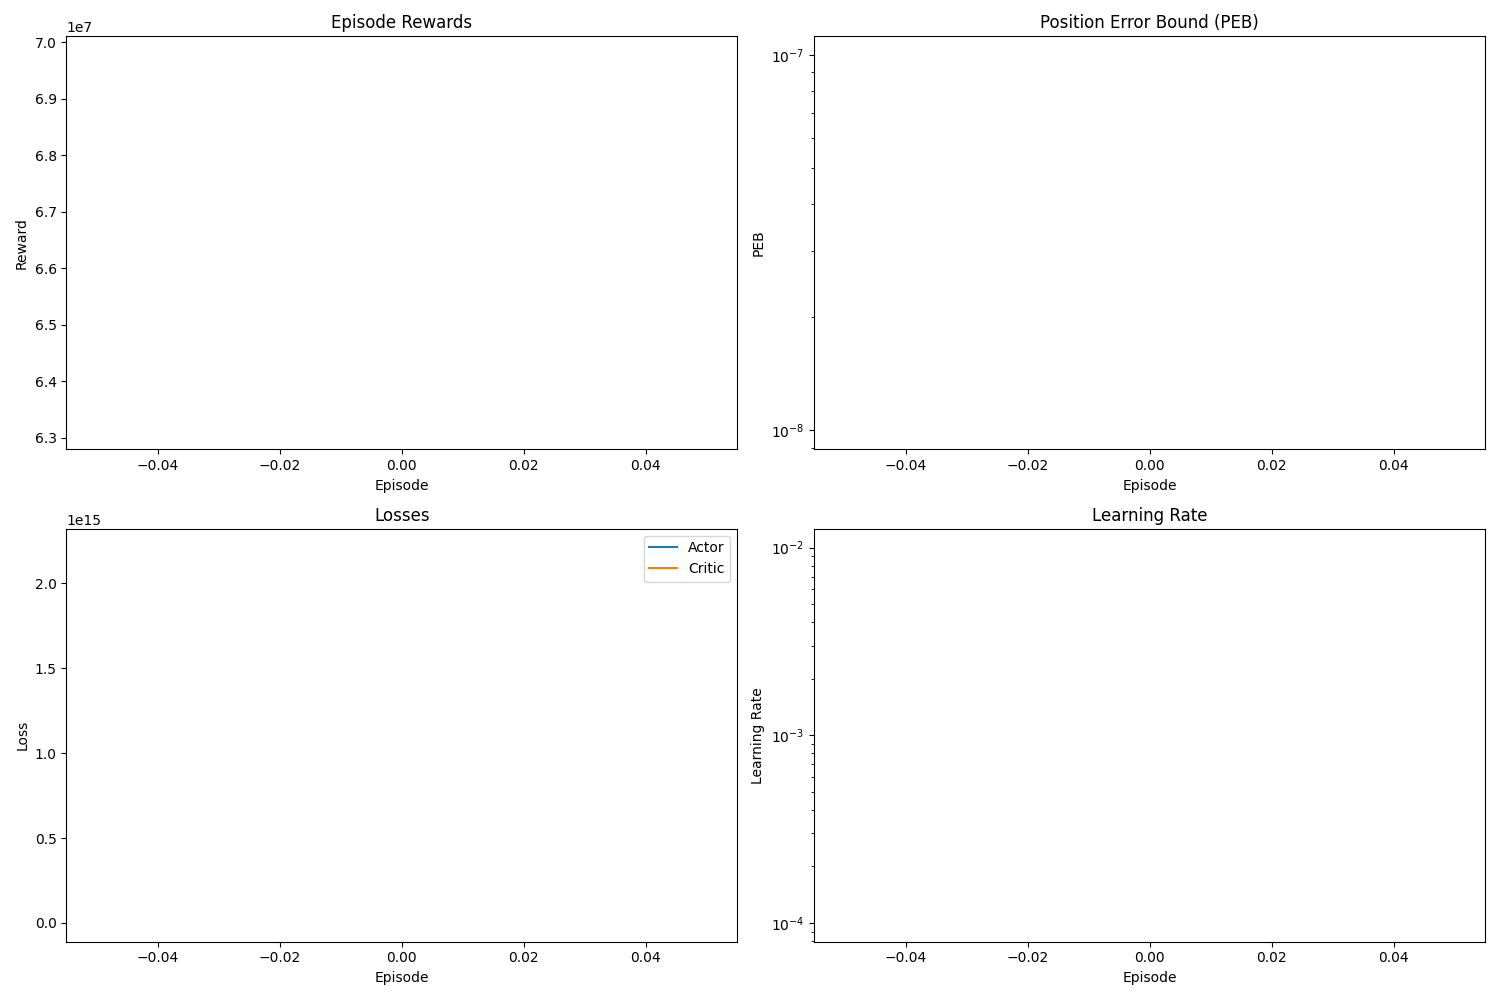 Episode Rewards
1e7
7.0
6.9
6.8
6.7
6.6
6.5
6.4
6.3
Reward
−0.04 −0.02 0.00 0.02 0.04
Episode
Position Error Bound (PEB)
10⁻⁷
10⁻⁸
PEB
−0.04 −0.02 0.00 0.02 0.04
Episode
Losses
1e15
Actor
Critic
2.0
1.5
1.0
0.5
0.0
Loss
−0.04 −0.02 0.00 0.02 0.04
Episode
Learning Rate
10⁻²
10⁻³
10⁻⁴
Learning Rate
−0.04 −0.02 0.00 0.02 0.04
Episode